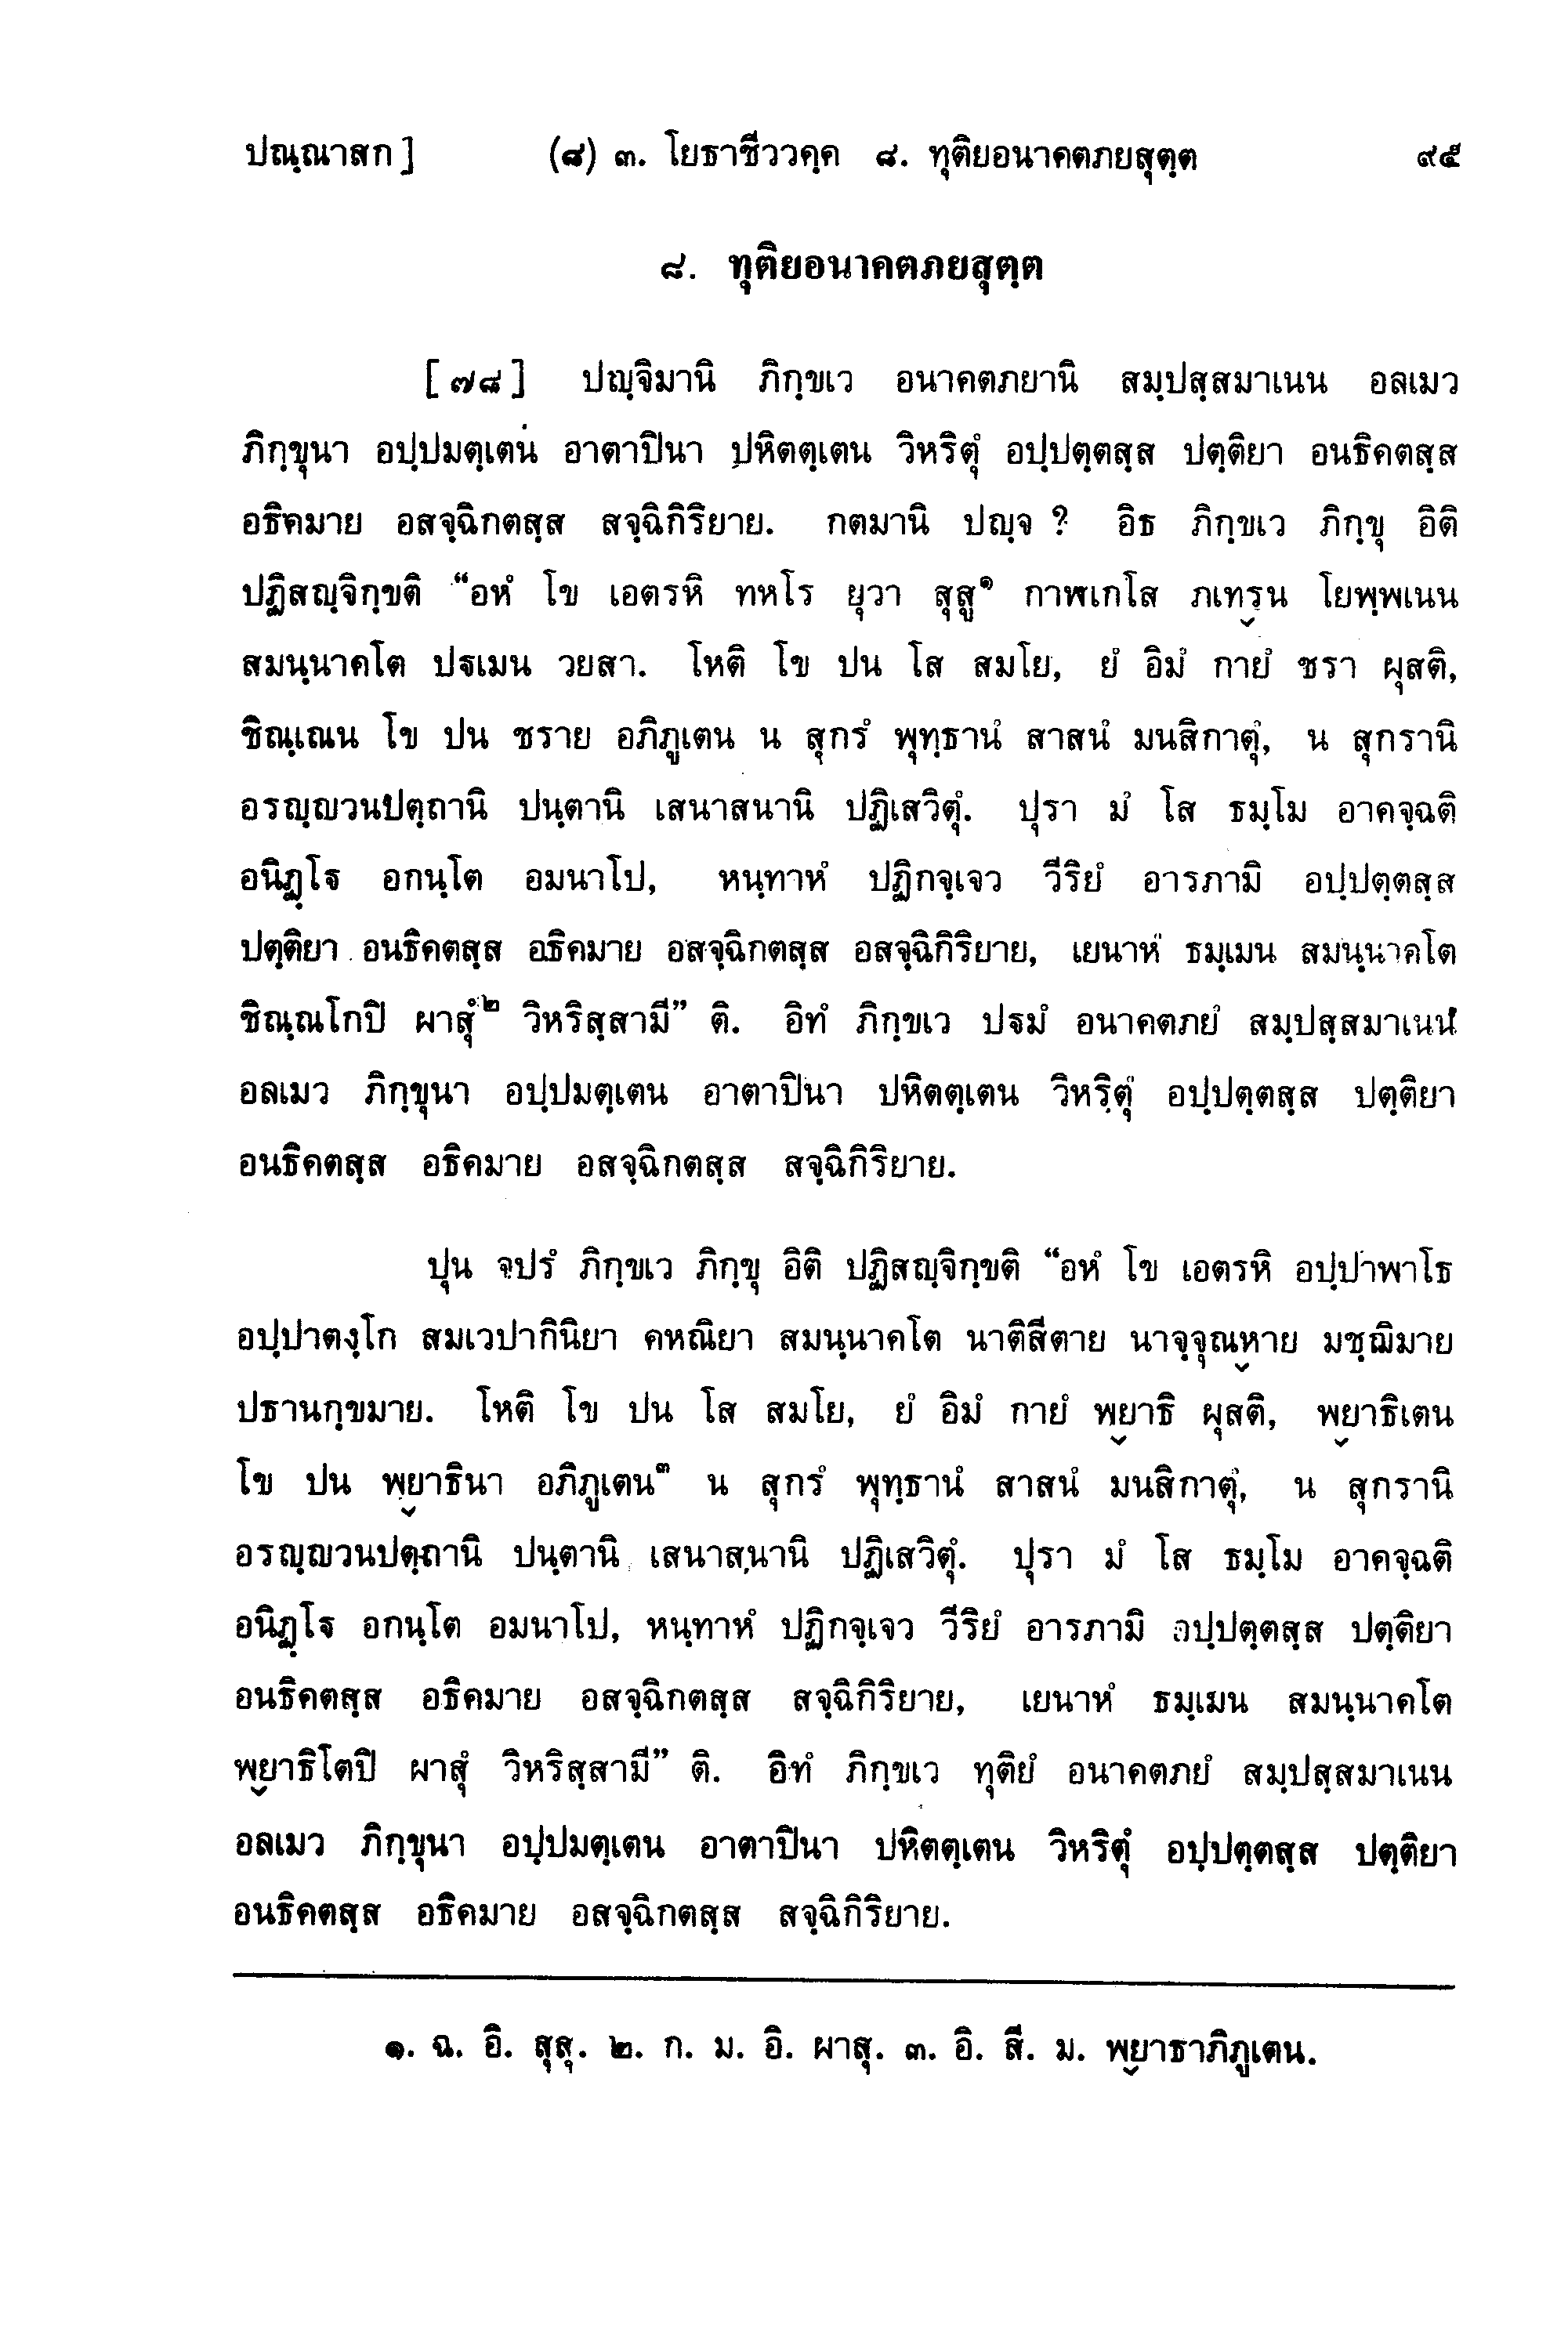 ปณฺณาสก] (๘) ๓. โยธาชีววคฺค ๘. ทุติยอนาคตภยสุตฺต ๙๕
๘. ทุติยอนาคตภยสุตฺต
[๗๘] ปญฺจิมานิ ภิกฺขเว อนาคตภยานิ สมฺปสฺสมาเนน อลเมว
ภิกฺขุนา อปฺปมตฺเตน อาตาปินา ปหิตตฺเตน วิหริตุํ อปฺปตฺตสฺส ปตฺติยา อนธิคตสฺส
อธิคมาย อสจฺฉิกตสฺส สจฺฉิกิริยาย. กตมานิ ปญฺจ ? อิธ ภิกฺขเว ภิกฺขุ อิติ
ปฏิสญฺจิกฺขติ “อหํ โข เอตรหิ ทหโร ยุวา สุสู๑ กาฬเกโส ภเทฺรน โยพฺพเนน
สมนฺนาคโต ปฐเมน วยสา. โหติ โข ปน โส สมโย, ยํ อิมํ กายํ ชรา ผุสติ,
ชิณฺเณน โข ปน ชราย อภิภูเตน น สุกรํ พุทฺธานํ สาสนํ มนสิกาตุํ, น สุกรานิ
อรญฺญวนปตฺถานิ ปนฺตานิ เสนาสนานิ ปฏิเสวิตุํ. ปุรา มํ โส ธมฺโม อาคจฺฉติ
อนิฏฺโฐ อกนฺโต อมนาโป, หนฺทาหํ ปฏิกจฺเจว วีริยํ อารภามิ อปฺปตฺตสฺส
ปตฺติยา อนธิคตสฺส อธิคมาย อสจฺฉิกตสฺส อสจฺฉิกิริยาย, เยนาหํ ธมฺเมน สมนฺนาคโต
ชิณฺณโกปิ ผาสุํ๒ วิหริสฺสามี” ติ. อิทํ ภิกฺขเว ปฐมํ อนาคตภยํ สมฺปสฺสมาเนน
อลเมว ภิกฺขุนา อปฺปมตฺเตน อาตาปินา ปหิตตฺเตน วิหริตุํ อปฺปตฺตสฺส ปตฺติยา
อนธิคตสฺส อธิคมาย อสจฺฉิกตสฺส สจฺฉิกิริยาย.
ปุน จปรํ ภิกฺขเว ภิกฺขุ อิติ ปฏิสญฺจิกฺขติ “อหํ โข เอตรหิ อปฺปาพาโธ
อปฺปาตงฺโก สมเวปากินิยา คหณิยา สมนฺนาคโต นาติสีตาย นาจฺจุณฺหาย มชฺฌิมาย
ปธานกฺขมาย. โหติ โข ปน โส สมโย, ยํ อิมํ กายํ พฺยาธิ ผุสติ, พฺยาธิเตน
โข ปน พฺยาธินา อภิภูเตน๓ น สุกรํ พุทฺธานํ สาสนํ มนสิกาตุํ, น สุกรานิ
อรญฺญวนปตฺถานิ ปนฺตานิ เสนาสนานิ ปฏิเสวิตุํ. ปุรา มํ โส ธมฺโม อาคจฺฉติ
อนิฏฺโฐ อกนฺโต อมนาโป, หนฺทาหํ ปฏิกจฺเจว วีริยํ อารภามิ อปฺปตฺตสฺส ปตฺติยา
อนธิคตสฺส อธิคมาย อสจฺฉิกตสฺส สจฺฉิกิริยาย, เยนาหํ ธมฺเมน สมนฺนาคโต
พฺยาธิโตปิ ผาสุํ วิหริสฺสามี” ติ. อิทํ ภิกฺขเว ทุติยํ อนาคตภยํ สมฺปสฺสมาเนน
อลเมว ภิกฺขุนา อปฺปมตฺเตน อาตาปินา ปหิตตฺเตน วิหริตุํ อปฺปตฺตสฺส ปตฺติยา
อนธิคตสฺส อธิคมาย อสจฺฉิกตสฺส สจฺฉิกิริยาย.
๑. ฉ. อิ. สุสุ. ๒. ก. ม. อิ. ผาสุ. ๓. อิ. สี. ม. พฺยาธาภิภูเตน.